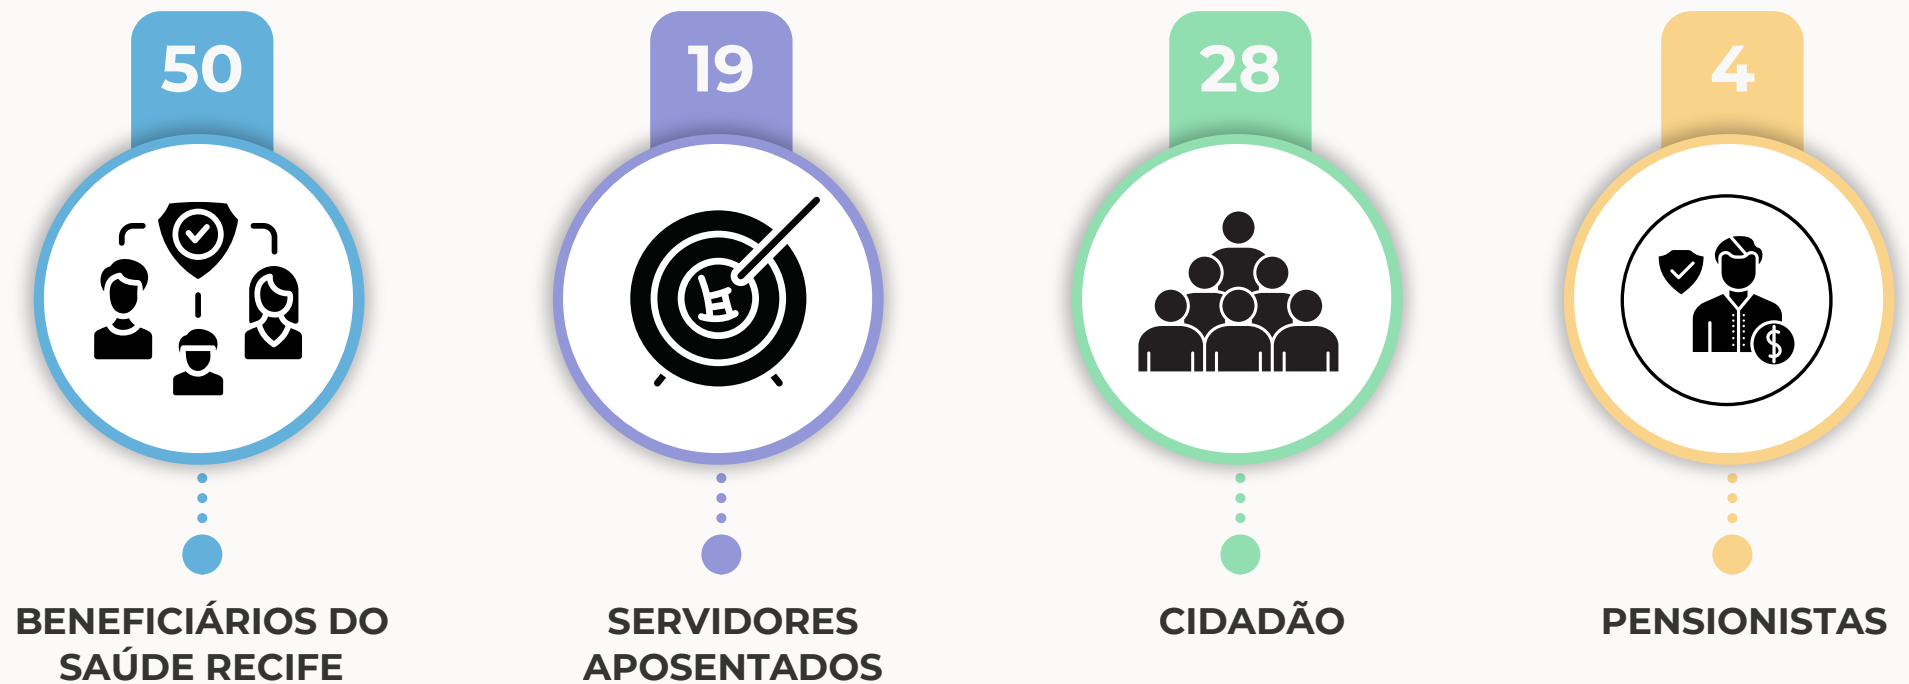 50
19
28
4
BENEFICIÁRIOS DO
SAÚDE RECIFE
SERVIDORES
APOSENTADOS
CIDADÃO
PENSIONISTAS
$